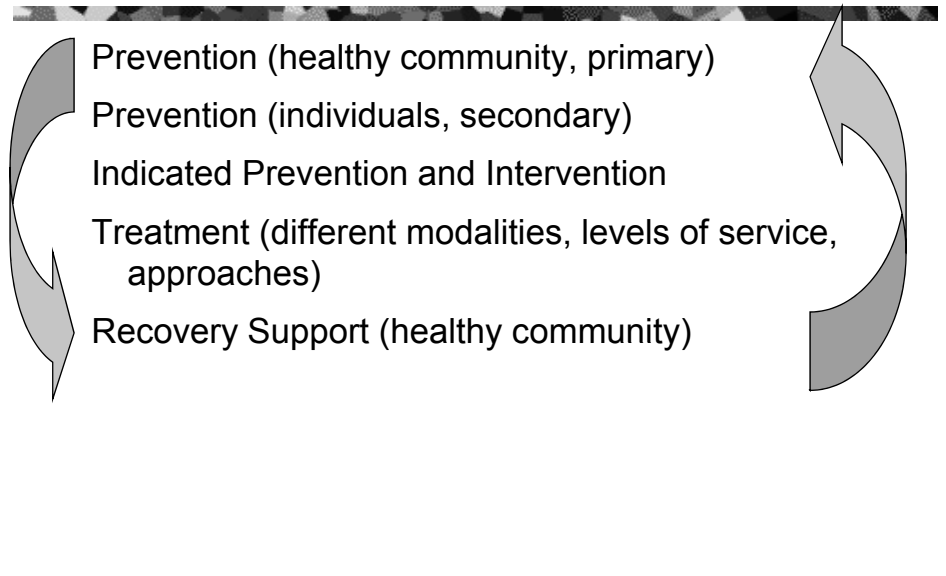 Prevention (healthy community, primary)
Prevention (individuals, secondary)
Indicated Prevention and Intervention
Treatment (different modalities, levels of service,
approaches)
Recovery Support (healthy community)